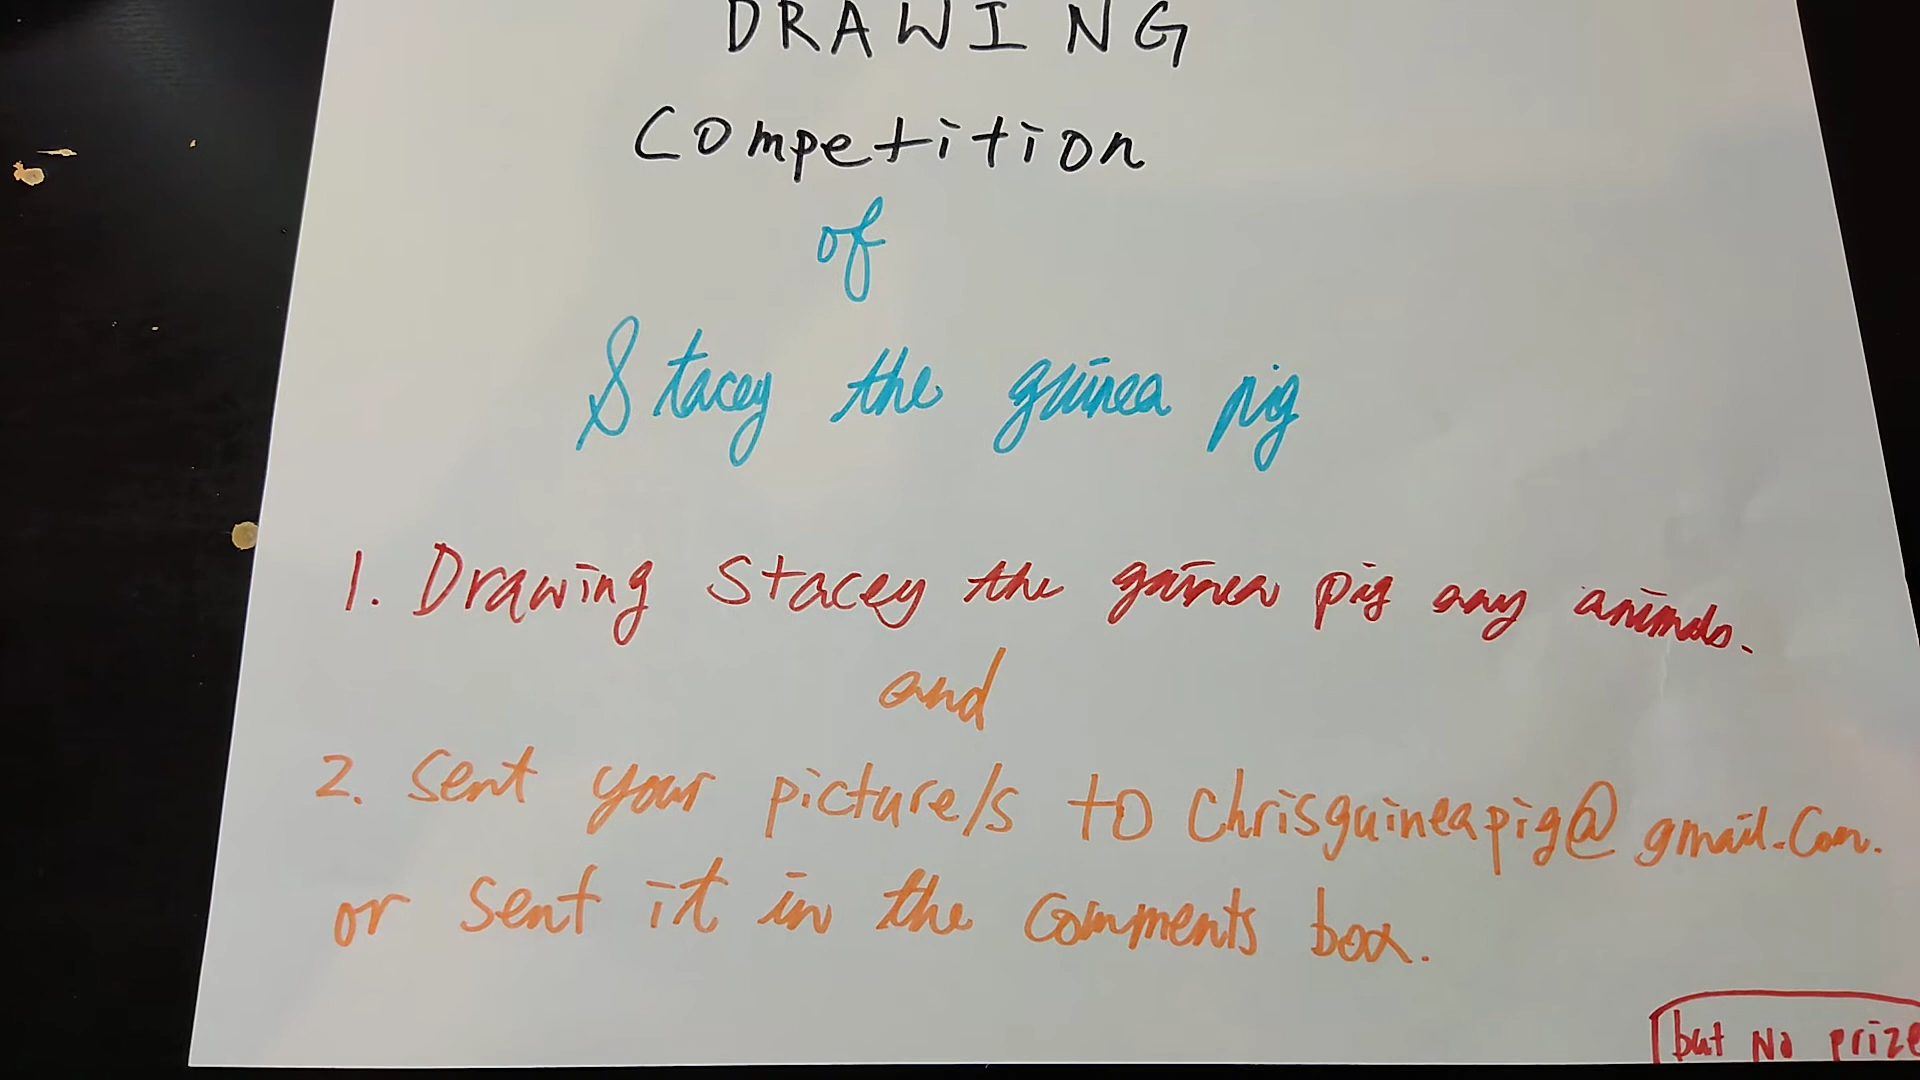 DRAWING
Competition
of
Stacey the guinea pig
1. Drawing Stacey the guinea pig any animals.
and
2. Sent your picture/s to Chrisguineapig@gmail.com.
or sent it in the comments box.
but No prize